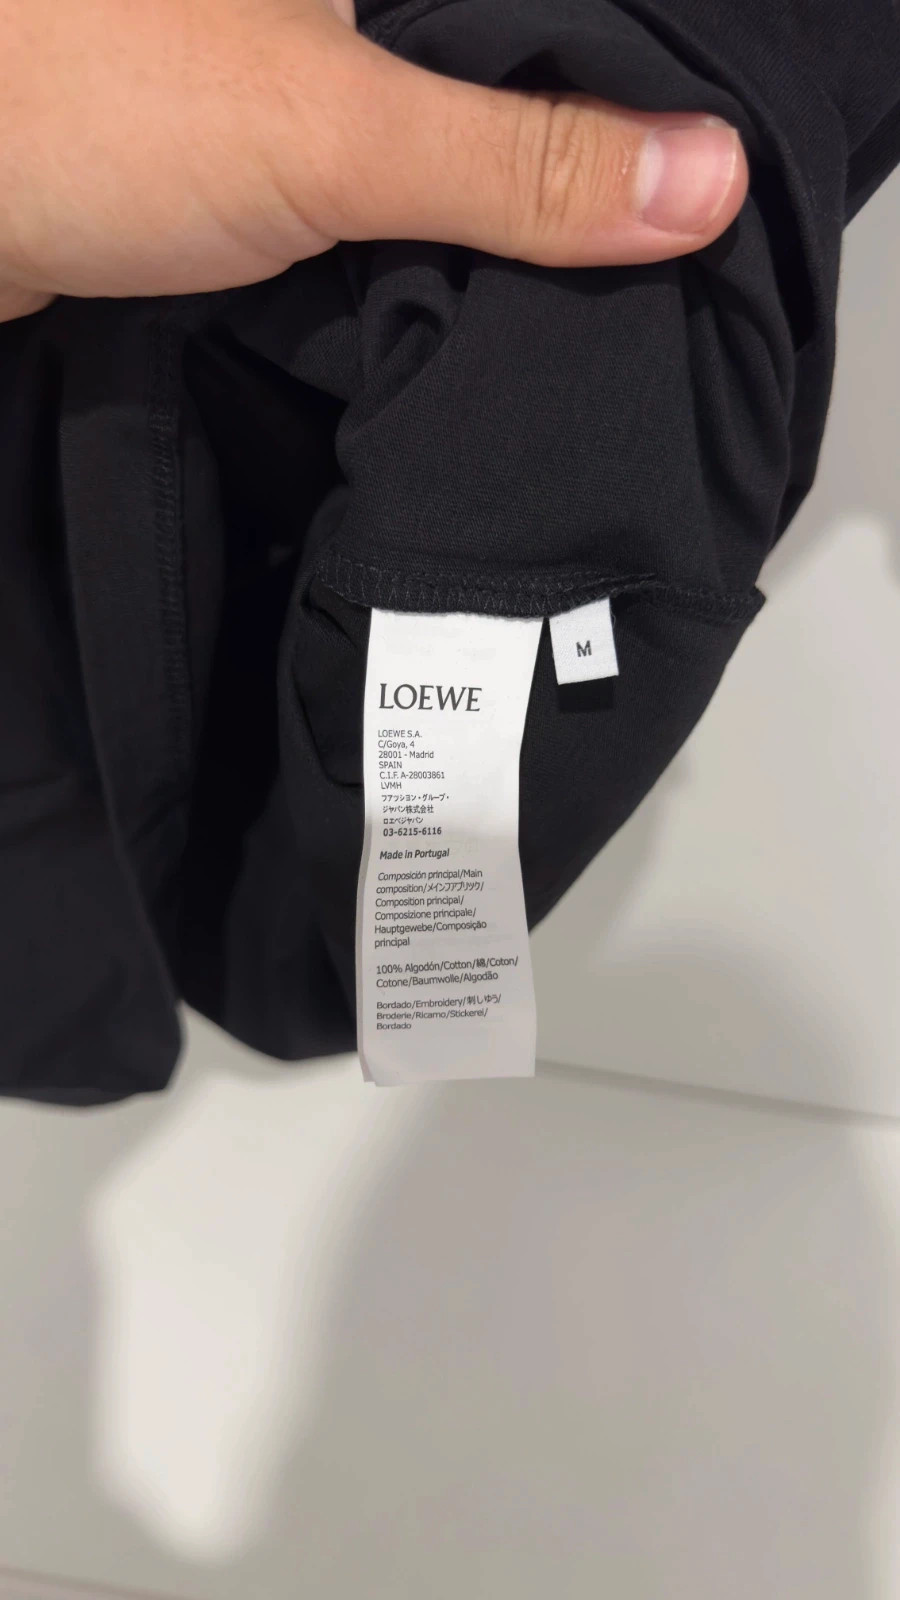 LOEWE
M
LOEWE S.A.
C/Goya, 4
28001 - Madrid
SPAIN
C.I.F. A-28003861
LVMH
ファッション・グループ・
ジャパン株式会社
ロエベジャパン
03-6215-6116
Made in Portugal
Composición principal/Main
composition/メインファブリック/
Composition principal/
Composizione principale/
Hauptgewebe/Composição
principal
100% Algodón/Cotton/綿/Coton/
Cotone/Baumwolle/Algodão
Bordado/Embroidery/刺しゆう/
Broderie/Ricamo/Stickerei/
Bordado